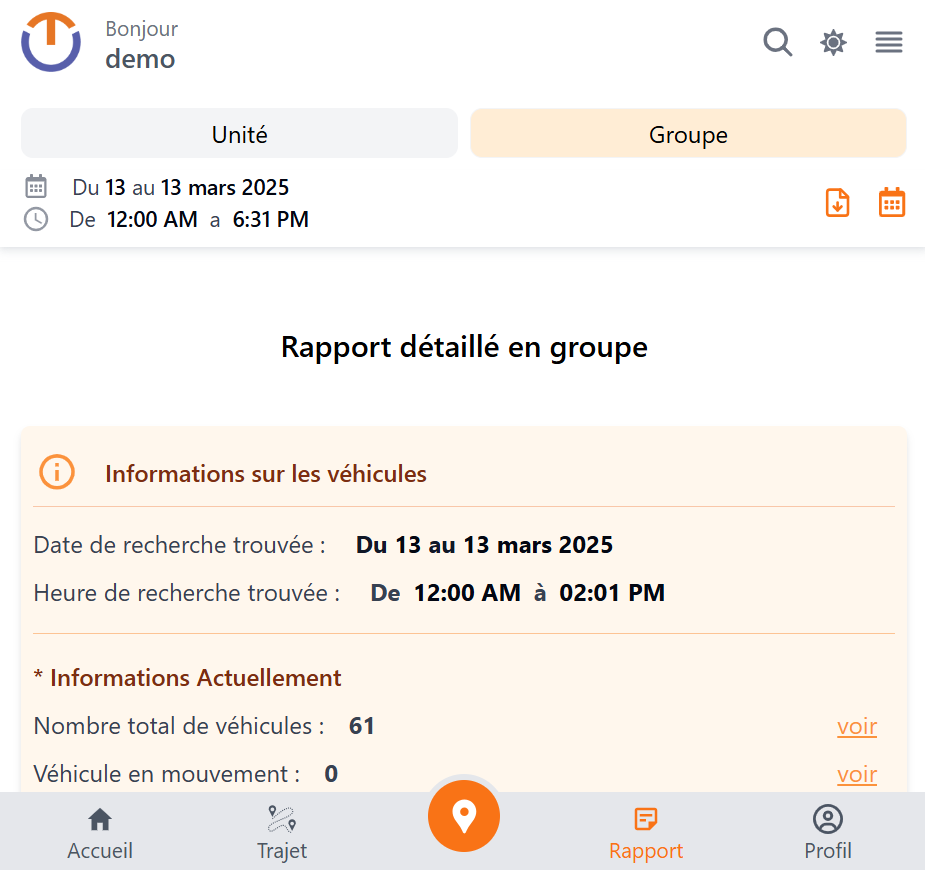 Bonjour
demo
Unité
Groupe
Du 13 au 13 mars 2025
De 12:00 AM a 6:31 PM
Rapport détaillé en groupe
Informations sur les véhicules
Date de recherche trouvée : Du 13 au 13 mars 2025
Heure de recherche trouvée : De 12:00 AM à 02:01 PM
* Informations Actuellement
Nombre total de véhicules : 61 voir
Véhicule en mouvement : 0 voir
Accueil
Trajet
Rapport
Profil